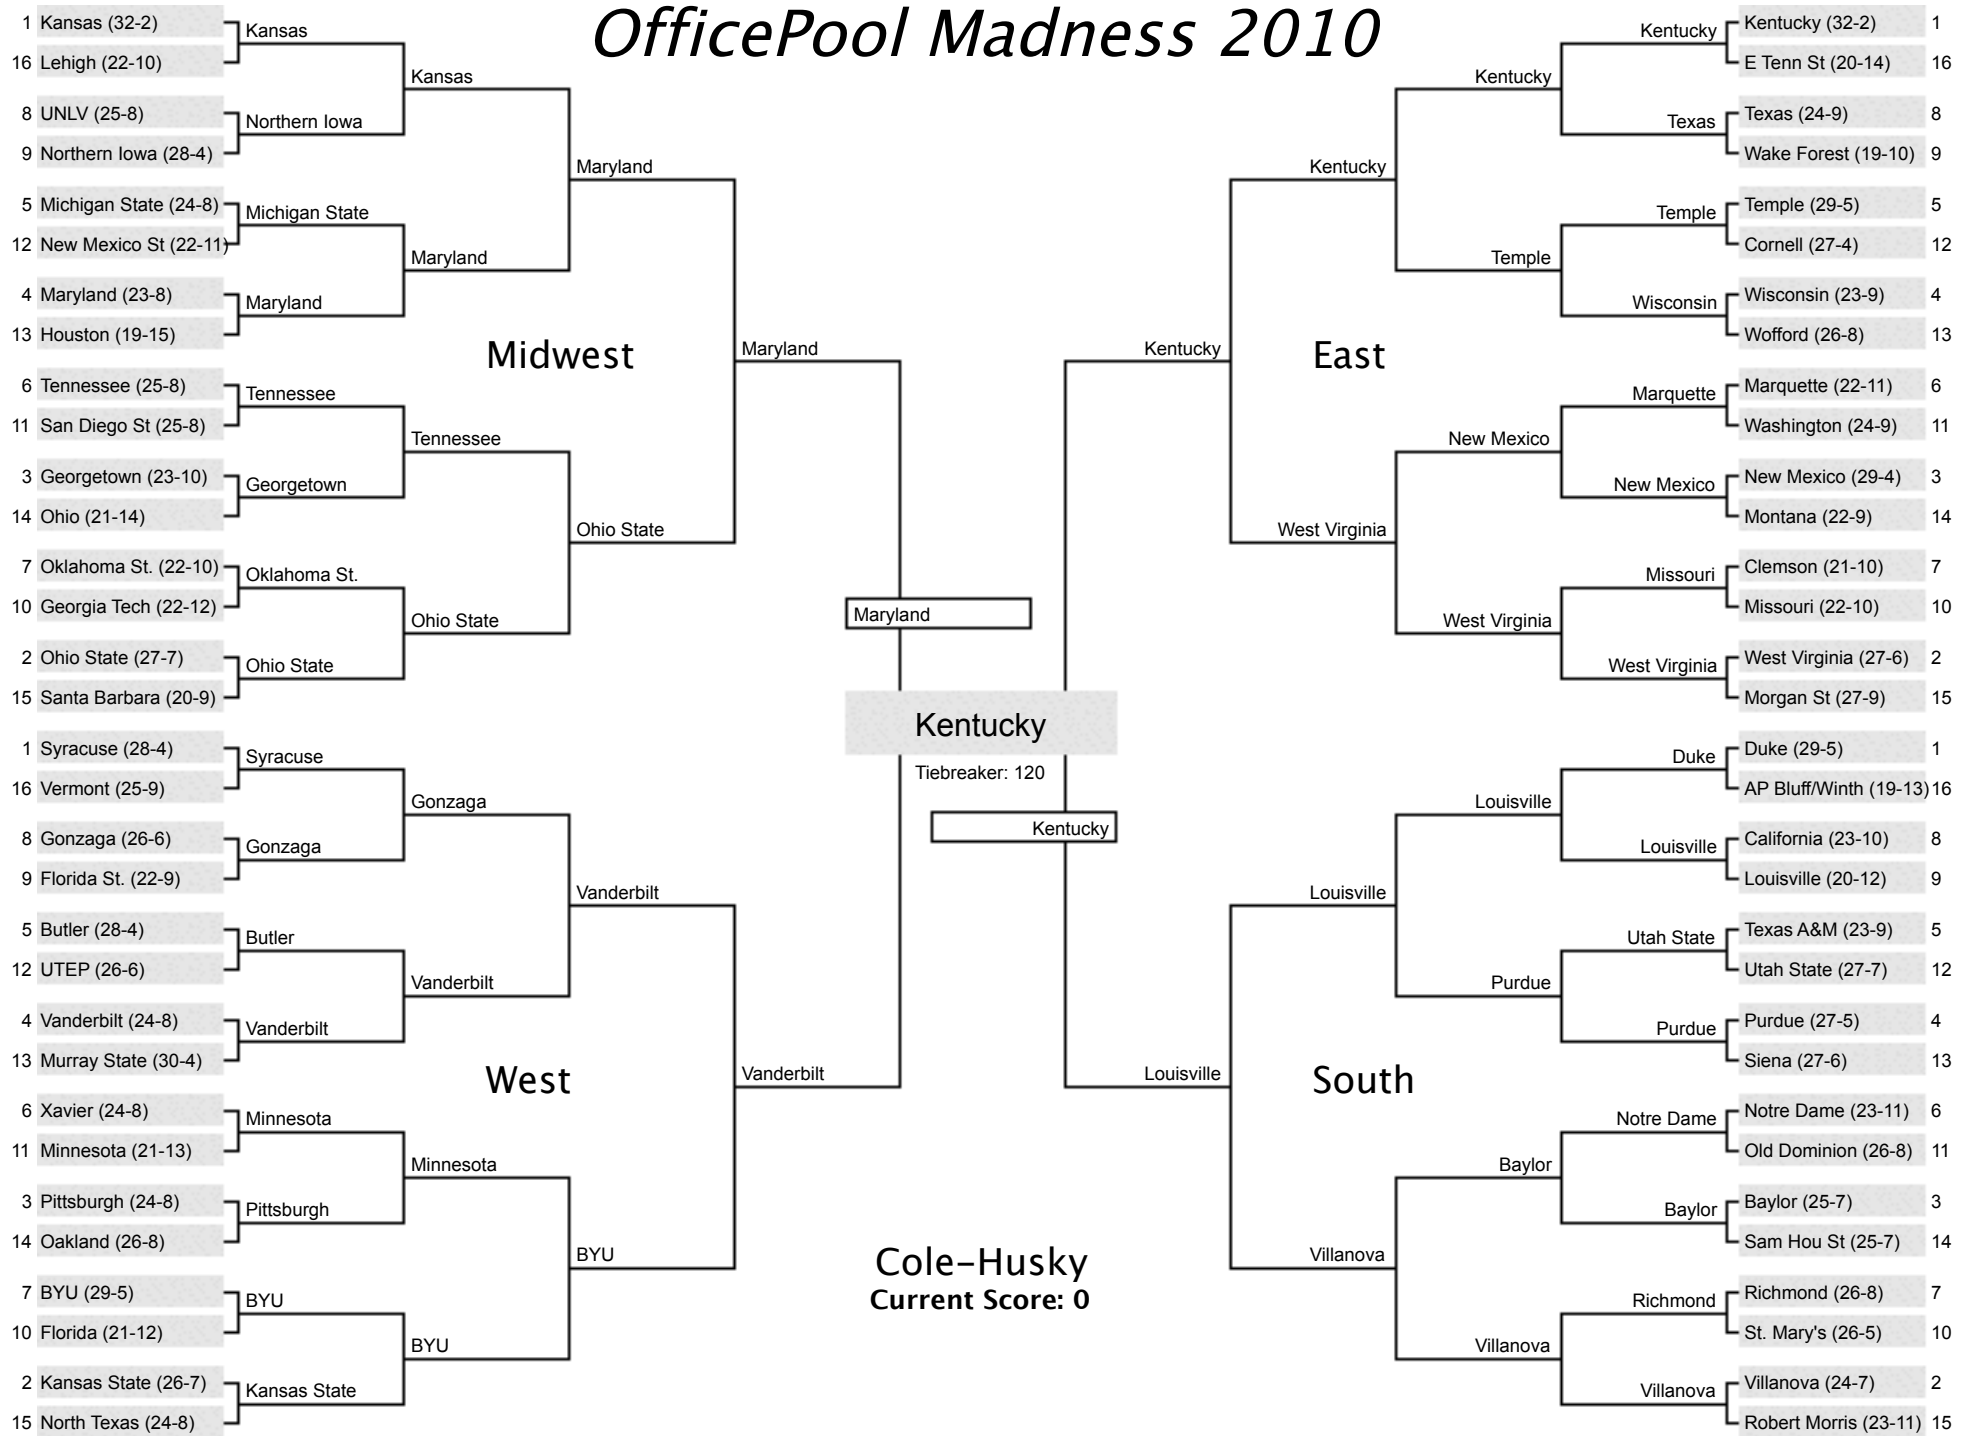 OfficePool Madness 2010
1 Kansas (32-2)
16 Lehigh (22-10)
8 UNLV (25-8)
9 Northern Iowa (28-4)
5 Michigan State (24-8)
12 New Mexico St (22-11)
4 Maryland (23-8)
13 Houston (19-15)
6 Tennessee (25-8)
11 San Diego St (25-8)
3 Georgetown (23-10)
14 Ohio (21-14)
7 Oklahoma St. (22-10)
10 Georgia Tech (22-12)
2 Ohio State (27-7)
15 Santa Barbara (20-9)
Kansas
Northern Iowa
Michigan State
Maryland
Tennessee
Georgetown
Oklahoma St.
Ohio State
Kansas
Maryland
Tennessee
Ohio State
Maryland
Ohio State
Midwest
Maryland
1 Syracuse (28-4)
16 Vermont (25-9)
8 Gonzaga (26-6)
9 Florida St. (22-9)
5 Butler (28-4)
12 UTEP (26-6)
4 Vanderbilt (24-8)
13 Murray State (30-4)
6 Xavier (24-8)
11 Minnesota (21-13)
3 Pittsburgh (24-8)
14 Oakland (26-8)
7 BYU (29-5)
10 Florida (21-12)
2 Kansas State (26-7)
15 North Texas (24-8)
Syracuse
Gonzaga
Butler
Vanderbilt
Minnesota
Pittsburgh
BYU
Kansas State
Gonzaga
Vanderbilt
Minnesota
BYU
Vanderbilt
BYU
West
Vanderbilt
Maryland
Kentucky
Tiebreaker: 120
Kentucky
Cole-Husky
Current Score: 0
Kentucky (32-2) 1
E Tenn St (20-14) 16
Texas (24-9) 8
Wake Forest (19-10) 9
Temple (29-5) 5
Cornell (27-4) 12
Wisconsin (23-9) 4
Wofford (26-8) 13
Marquette (22-11) 6
Washington (24-9) 11
New Mexico (29-4) 3
Montana (22-9) 14
Clemson (21-10) 7
Missouri (22-10) 10
West Virginia (27-6) 2
Morgan St (27-9) 15
Kentucky
Texas
Temple
Wisconsin
Marquette
New Mexico
Missouri
West Virginia
Kentucky
Temple
New Mexico
West Virginia
Kentucky
West Virginia
East
Kentucky
Duke (29-5) 1
AP Bluff/Winth (19-13) 16
California (23-10) 8
Louisville (20-12) 9
Texas A&M (23-9) 5
Utah State (27-7) 12
Purdue (27-5) 4
Siena (27-6) 13
Notre Dame (23-11) 6
Old Dominion (26-8) 11
Baylor (25-7) 3
Sam Hou St (25-7) 14
Richmond (26-8) 7
St. Mary's (26-5) 10
Villanova (24-7) 2
Robert Morris (23-11) 15
Duke
Louisville
Utah State
Purdue
Notre Dame
Baylor
Richmond
Villanova
Louisville
Purdue
Baylor
Villanova
Louisville
Villanova
South
Louisville